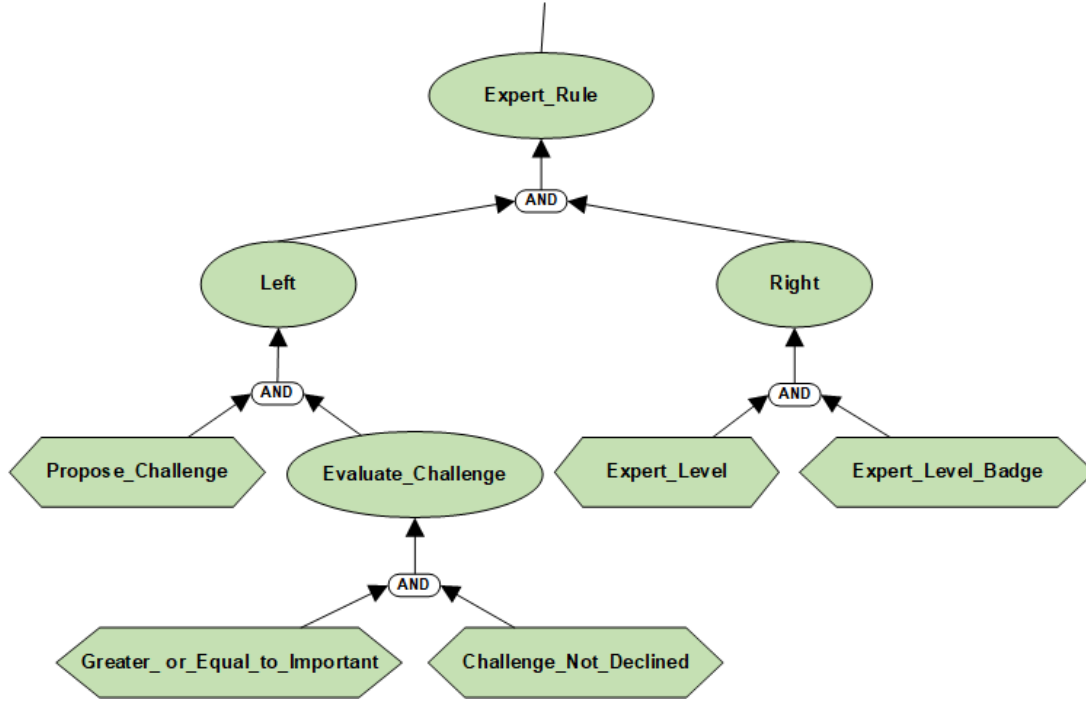 Expert_Rule
AND
Left
Right
AND
AND
Propose_Challenge
Evaluate_Challenge
Expert_Level
Expert_Level_Badge
AND
Greater_ or_Equal_to_Important
Challenge_Not_Declined